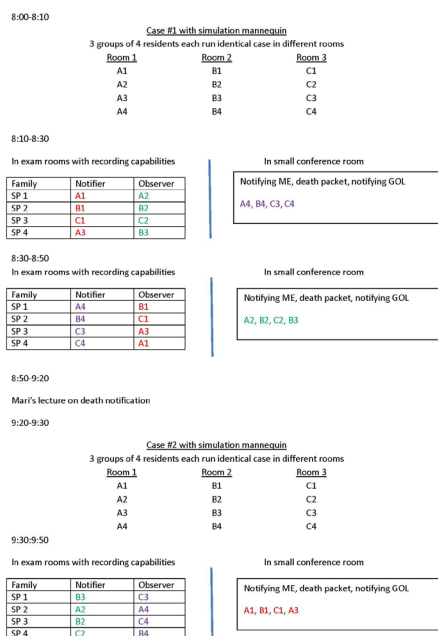 8:00-8:10
Case #1 with simulation mannequin
3 groups of 4 residents each run identical case in different rooms
Room 1 Room 2 Room 3
A1 B1 C1
A2 B2 C2
A3 B3 C3
A4 B4 C4
8:10-8:30
In exam rooms with recording capabilities
Family Notifier Observer
SP 1 A1 A2
SP 2 B1 B2
SP 3 C1 C2
SP 4 A3 B3
In small conference room
Notifying ME, death packet, notifying GOL
A4, B4, C3, C4
8:30-8:50
In exam rooms with recording capabilities
Family Notifier Observer
SP 1 A4 B1
SP 2 B4 C1
SP 3 C3 A3
SP 4 C4 A1
In small conference room
Notifying ME, death packet, notifying GOL
A2, B2, C2, B3
8:50-9:20
Mari's lecture on death notification
9:20-9:30
Case #2 with simulation mannequin
3 groups of 4 residents each run identical case in different rooms
Room 1 Room 2 Room 3
A1 B1 C1
A2 B2 C2
A3 B3 C3
A4 B4 C4
9:30:9:50
In exam rooms with recording capabilities
Family Notifier Observer
SP 1 B3 C3
SP 2 A2 A4
SP 3 B2 C4
SP 4 C2 B4
In small conference room
Notifying ME, death packet, notifying GOL
A1, B1, C1, A3